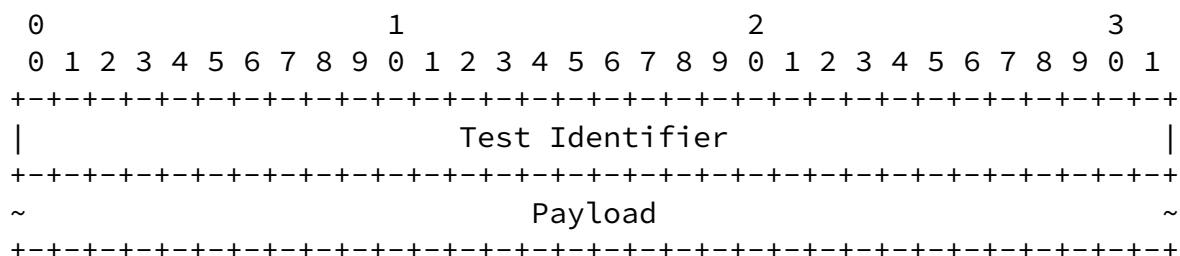 0                   1                   2                   3
 0 1 2 3 4 5 6 7 8 9 0 1 2 3 4 5 6 7 8 9 0 1 2 3 4 5 6 7 8 9 0 1
+-+-+-+-+-+-+-+-+-+-+-+-+-+-+-+-+-+-+-+-+-+-+-+-+-+-+-+-+-+-+-+-+
|                        Test Identifier                        |
+-+-+-+-+-+-+-+-+-+-+-+-+-+-+-+-+-+-+-+-+-+-+-+-+-+-+-+-+-+-+-+-+
~                            Payload                            ~
+-+-+-+-+-+-+-+-+-+-+-+-+-+-+-+-+-+-+-+-+-+-+-+-+-+-+-+-+-+-+-+-+